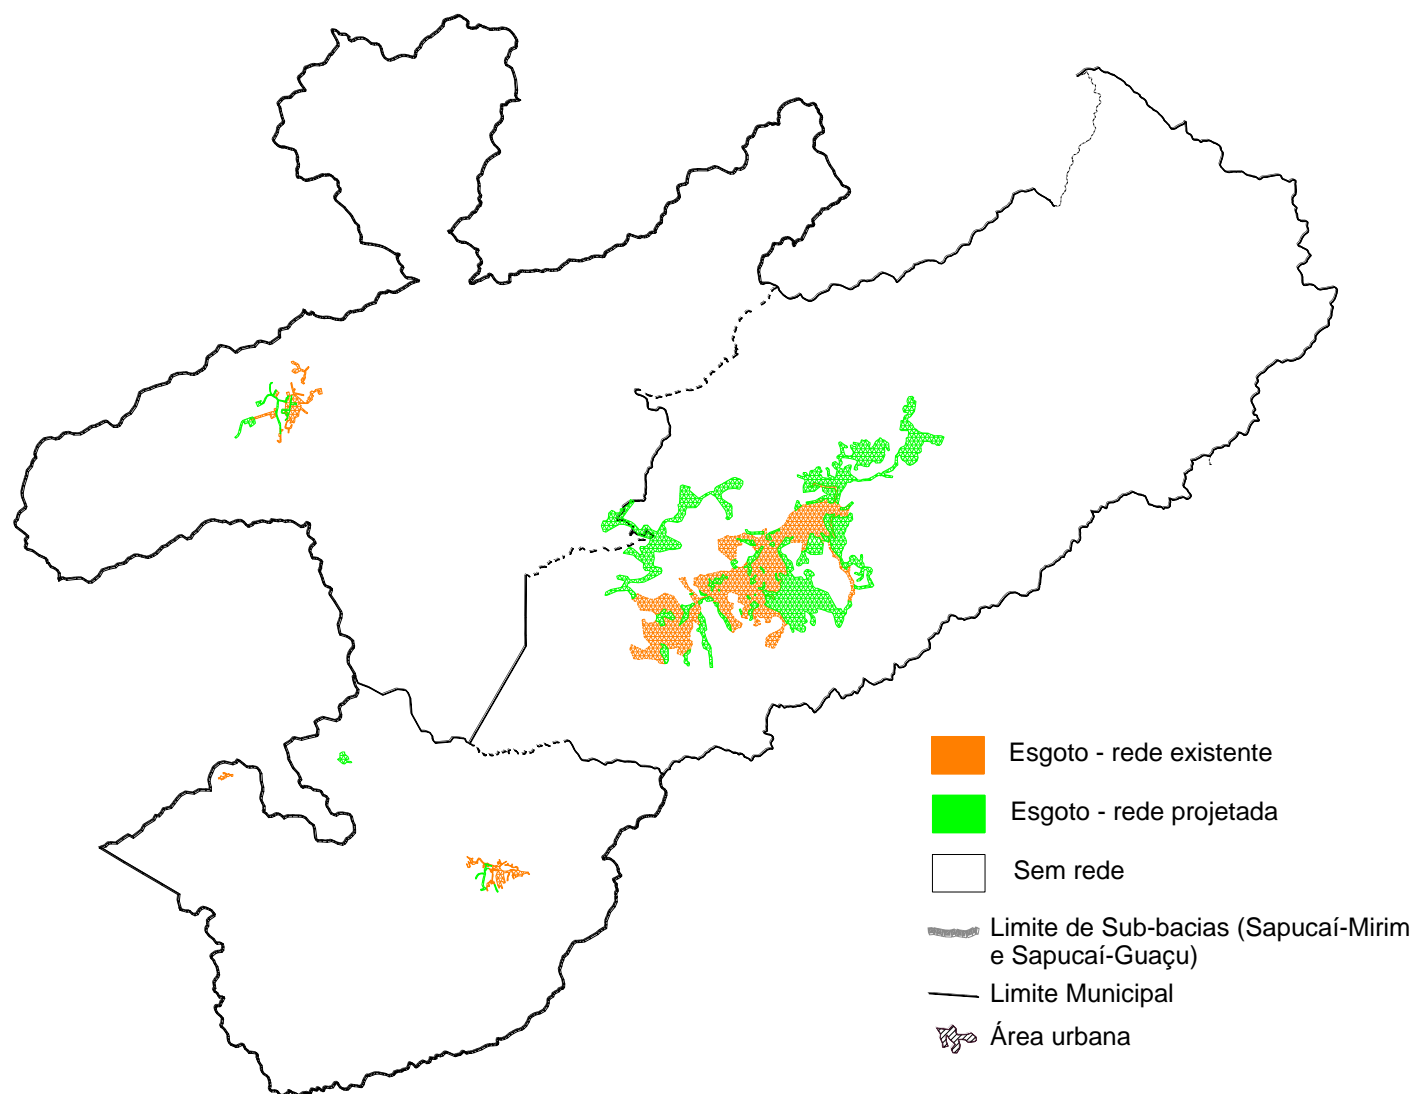 Esgoto - rede existente
Esgoto - rede projetada
Sem rede
Limite de Sub-bacias (Sapucaí-Mirim
e Sapucaí-Guaçu)
Limite Municipal
Área urbana